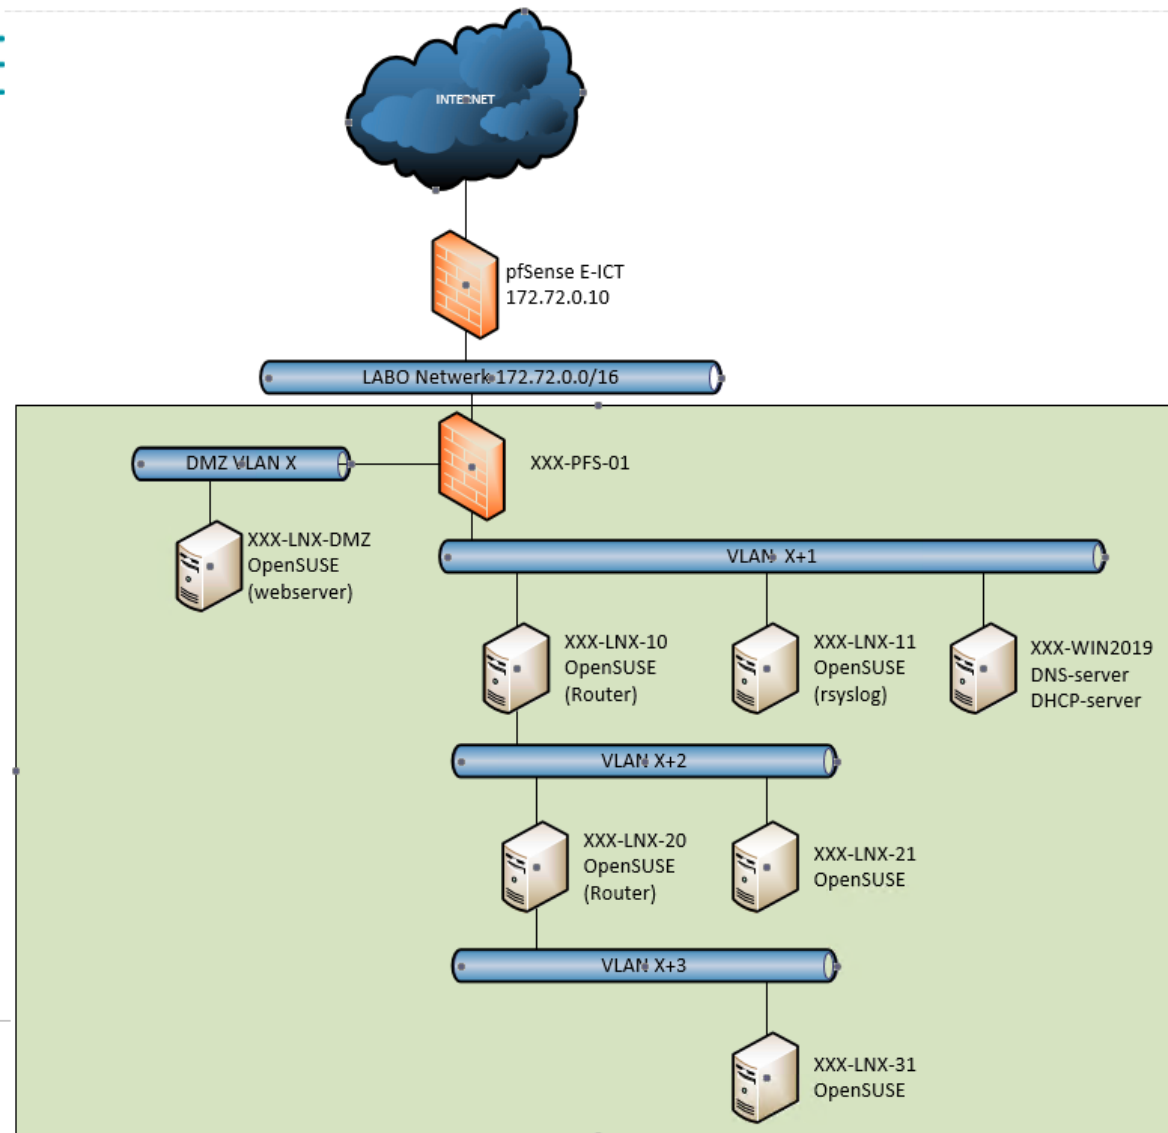 INTERNET
pfSense E-ICT
172.72.0.10
LABO Netwerk 172.72.0.0/16
DMZ VLAN X
XXX-PFS-01
XXX-LNX-DMZ
OpenSUSE
(webserver)
VLAN X+1
XXX-LNX-10
OpenSUSE
(Router)
XXX-LNX-11
OpenSUSE
(rsyslog)
XXX-WIN2019
DNS-server
DHCP-server
VLAN X+2
XXX-LNX-20
OpenSUSE
(Router)
XXX-LNX-21
OpenSUSE
VLAN X+3
XXX-LNX-31
OpenSUSE